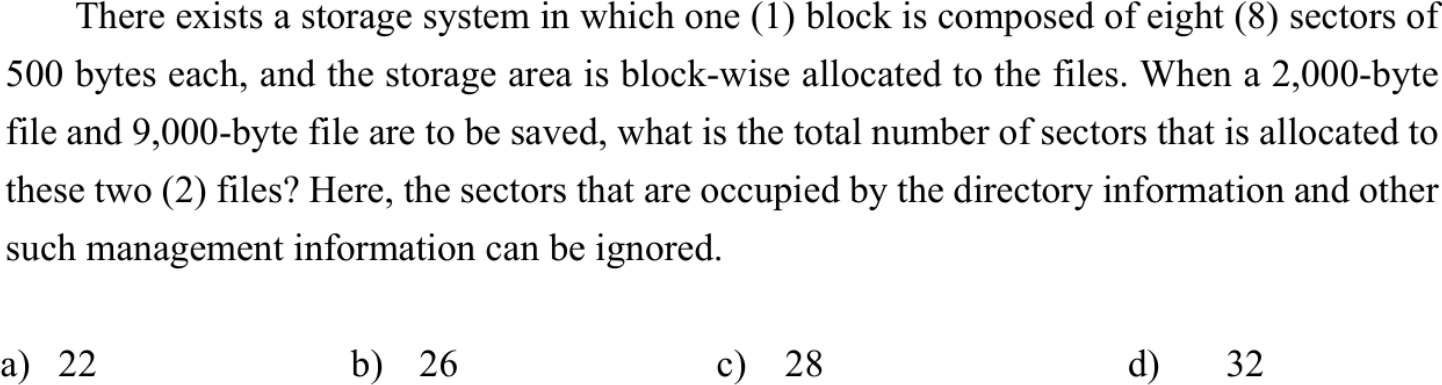 There exists a storage system in which one (1) block is composed of eight (8) sectors of
500 bytes each, and the storage area is block-wise allocated to the files. When a 2,000-byte
file and 9,000-byte file are to be saved, what is the total number of sectors that is allocated to
these two (2) files? Here, the sectors that are occupied by the directory information and other
such management information can be ignored.
a) 22 b) 26 c) 28 d) 32